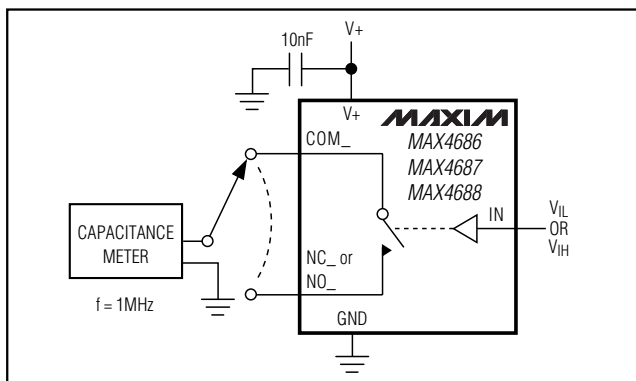 V+
10nF
V+
MAXIM
COM_
MAX4686
MAX4687
MAX4688
IN
V_IL
OR
V_IH
CAPACITANCE
METER
NC_ or
NO_
f = 1MHz
GND